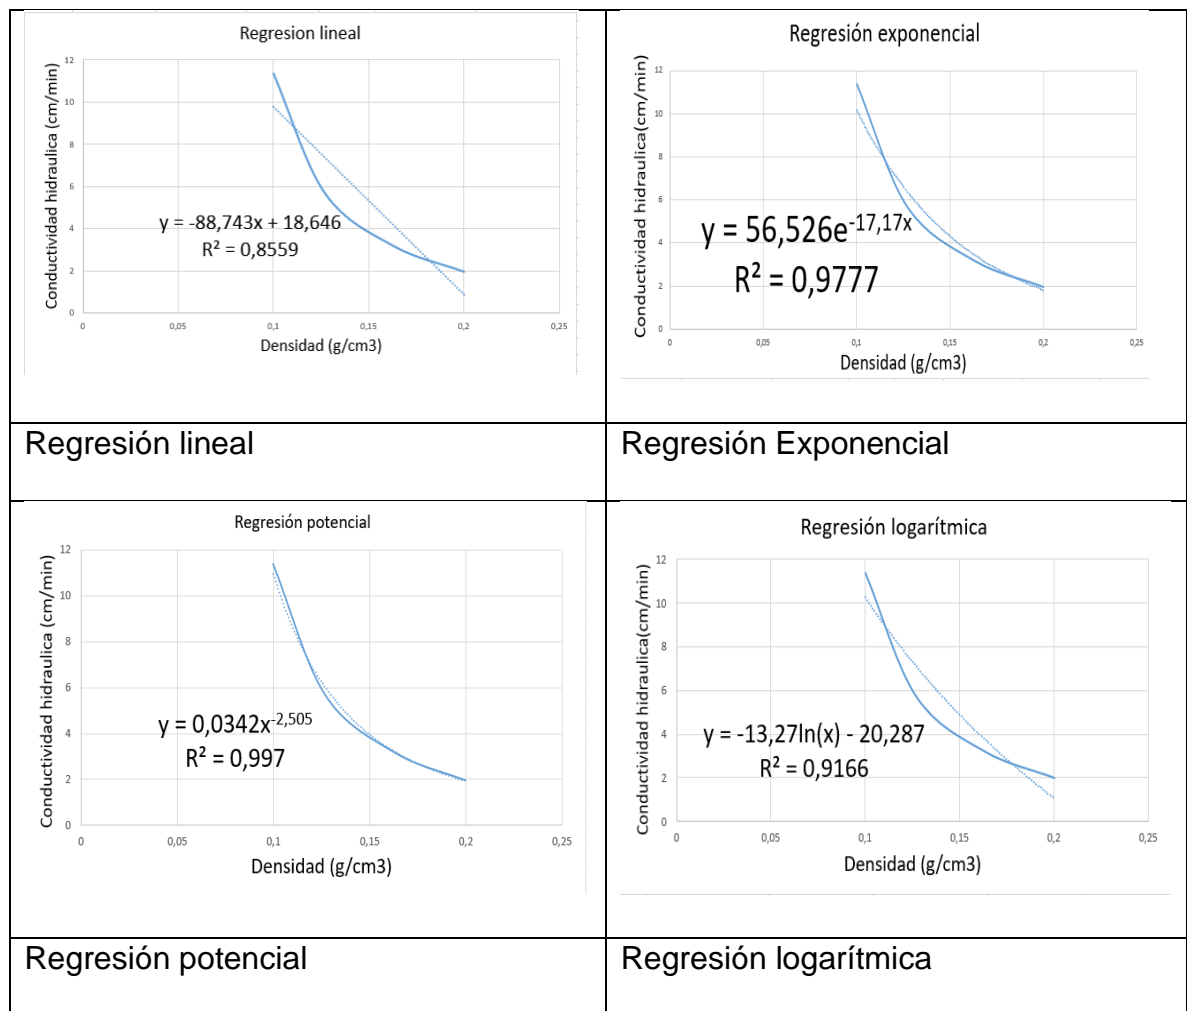 Regresion lineal
Conductividad hidraulica (cm/min)
12
10
8
6
4
2
0
y = -88,743x + 18,646
R² = 0,8559
0
0,05
0,1
0,15
0,2
0,25
Densidad (g/cm3)
Regresión exponencial
Conductividad hidraulica(cm/min)
12
10
8
6
4
2
0
y = 56,526e^-17,17x
R² = 0,9777
0
0,05
0,1
0,15
0,2
0,25
Densidad (g/cm3)
Regresión lineal
Regresión Exponencial
Regresión potencial
Conductividad hidraulica (cm/min)
12
10
8
6
4
2
0
y = 0,0342x^-2,505
R² = 0,997
0
0,05
0,1
0,15
0,2
0,25
Densidad (g/cm3)
Regresión logarítmica
Conductividad hidraulica(cm/min)
12
10
8
6
4
2
0
y = -13,27ln(x) - 20,287
R² = 0,9166
0
0,05
0,1
0,15
0,2
0,25
Densidad (g/cm3)
Regresión potencial
Regresión logarítmica